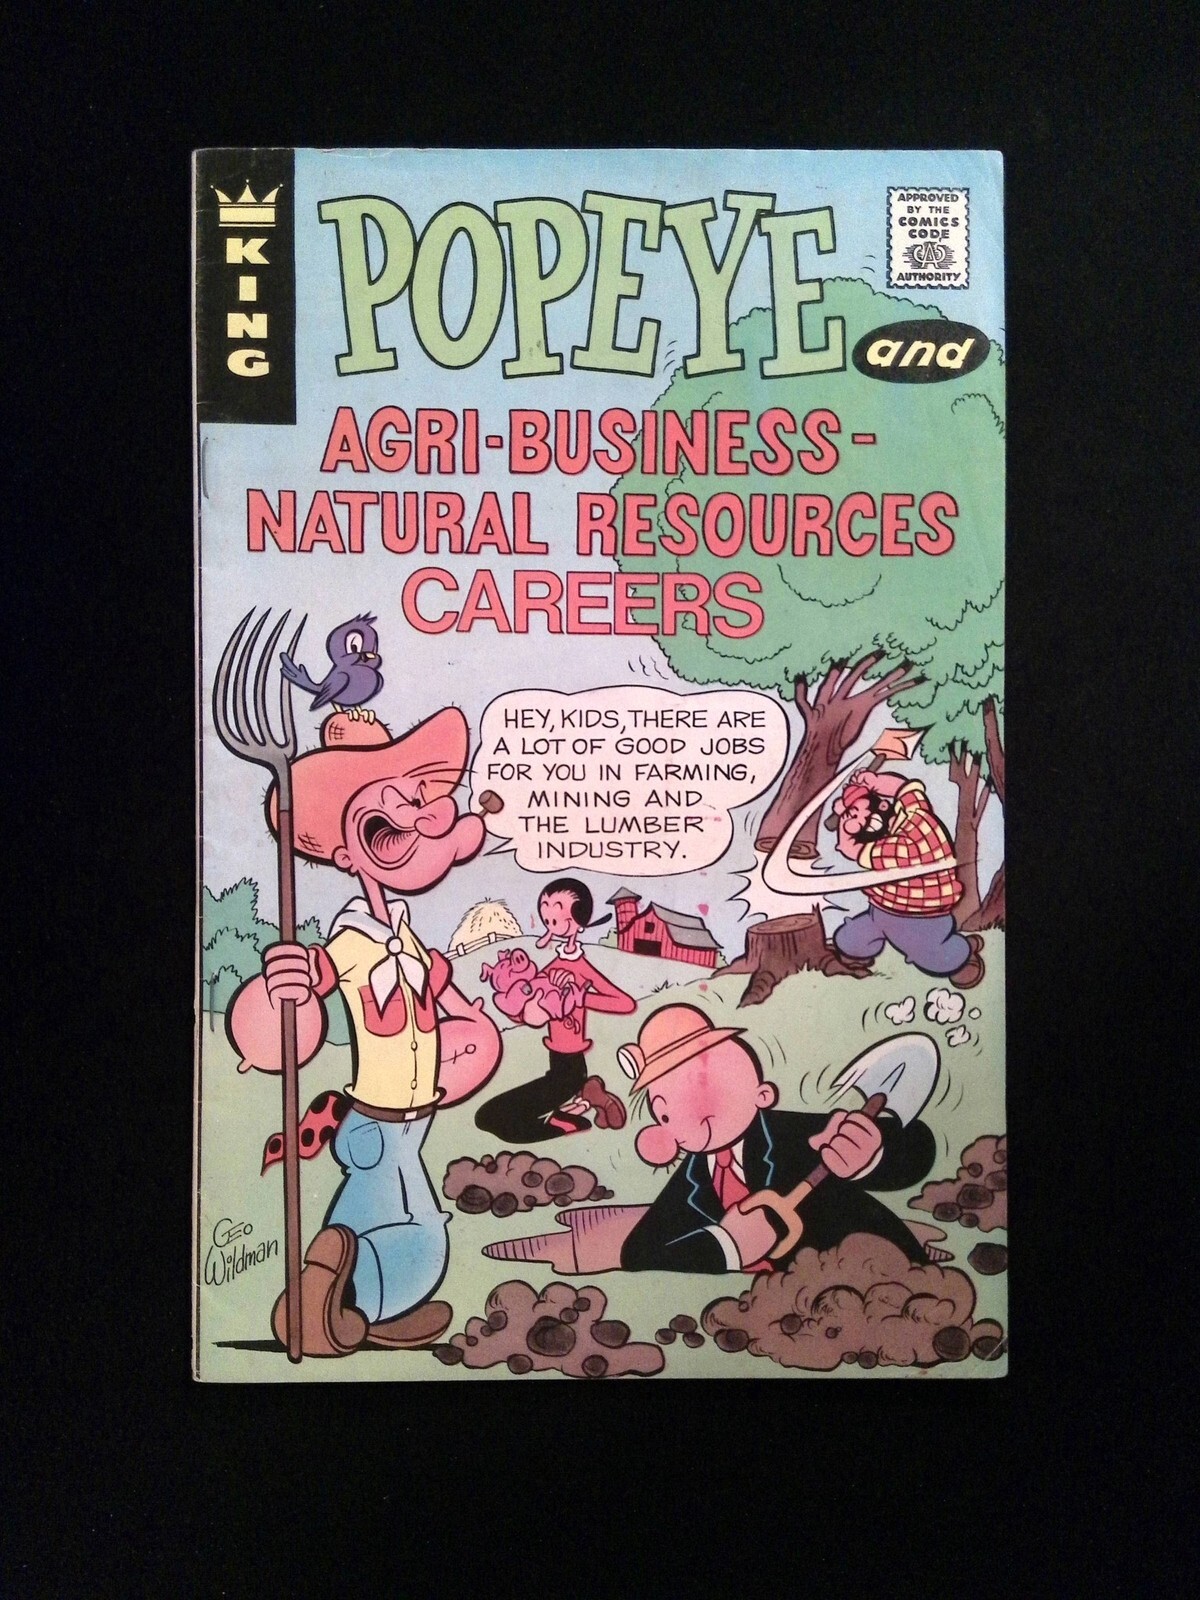 KING
POPEYE
APPROVED
BY THE
COMICS
CODE
CA
AUTHORITY
and
AGRI-BUSINESS-
NATURAL RESOURCES
CAREERS
HEY, KIDS, THERE ARE
A LOT OF GOOD JOBS
FOR YOU IN FARMING,
MINING AND
THE LUMBER
INDUSTRY.
GEO
Wildman